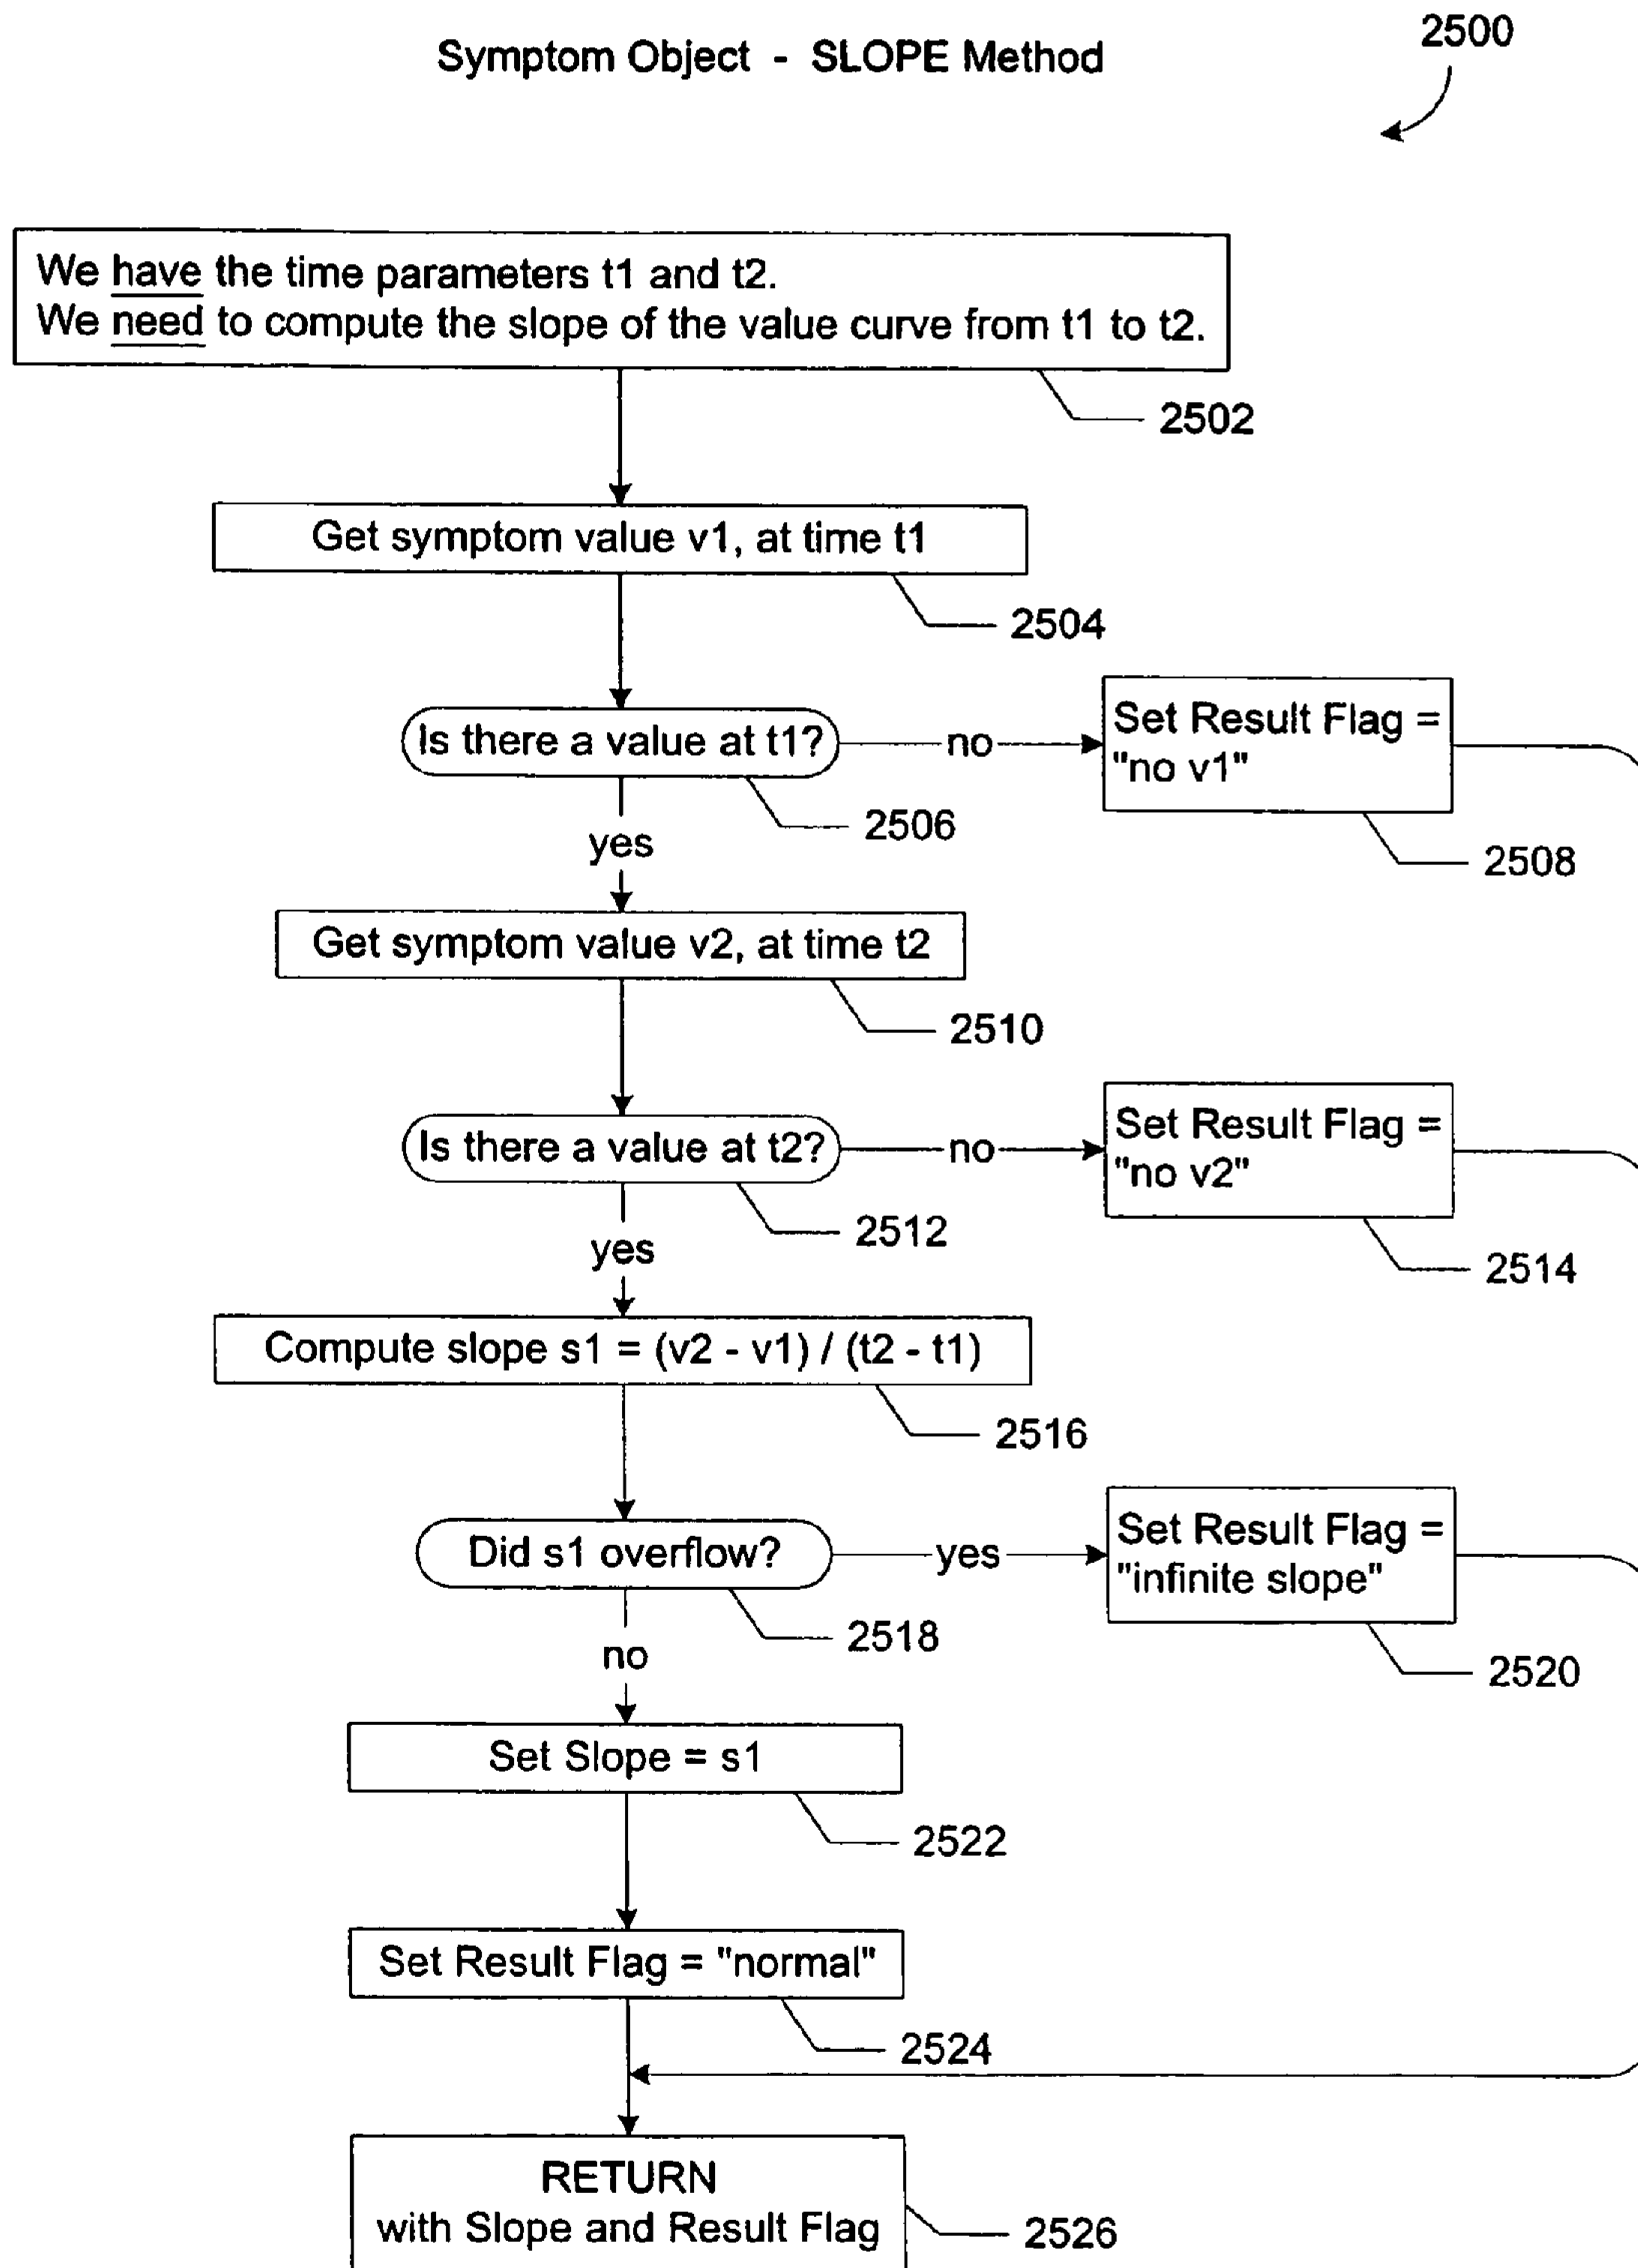 Symptom Object - SLOPE Method
2500
We have the time parameters t1 and t2.
We need to compute the slope of the value curve from t1 to t2.
2502
Get symptom value v1, at time t1
2504
Is there a value at t1?
no
Set Result Flag =
"no v1"
2506
2508
yes
Get symptom value v2, at time t2
2510
Is there a value at t2?
no
Set Result Flag =
"no v2"
2512
2514
yes
Compute slope s1 = (v2 - v1) / (t2 - t1)
2516
Did s1 overflow?
yes
Set Result Flag =
"infinite slope"
2518
2520
no
Set Slope = s1
2522
Set Result Flag = "normal"
2524
RETURN
with Slope and Result Flag
2526